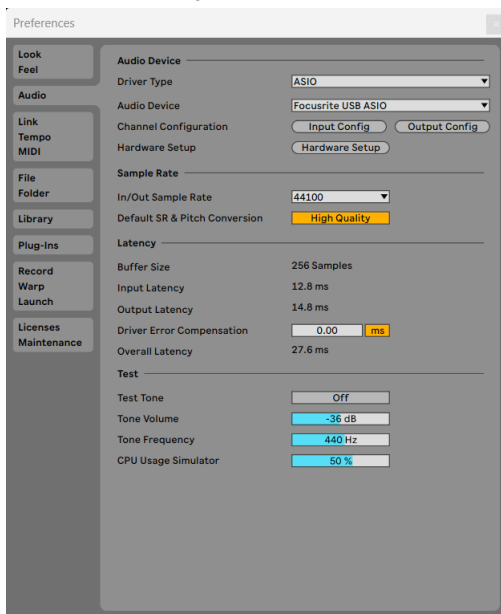 Preferences
Look
Feel
Audio
Link
Tempo
MIDI
File
Folder
Library
Plug-Ins
Record
Warp
Launch
Licenses
Maintenance
Audio Device
Driver Type ASIO
Audio Device Focusrite USB ASIO
Channel Configuration Input Config Output Config
Hardware Setup Hardware Setup
Sample Rate
In/Out Sample Rate 44100
Default SR & Pitch Conversion High Quality
Latency
Buffer Size 256 Samples
Input Latency 12.8 ms
Output Latency 14.8 ms
Driver Error Compensation 0.00 ms
Overall Latency 27.6 ms
Test
Test Tone Off
Tone Volume -36 dB
Tone Frequency 440 Hz
CPU Usage Simulator 50 %